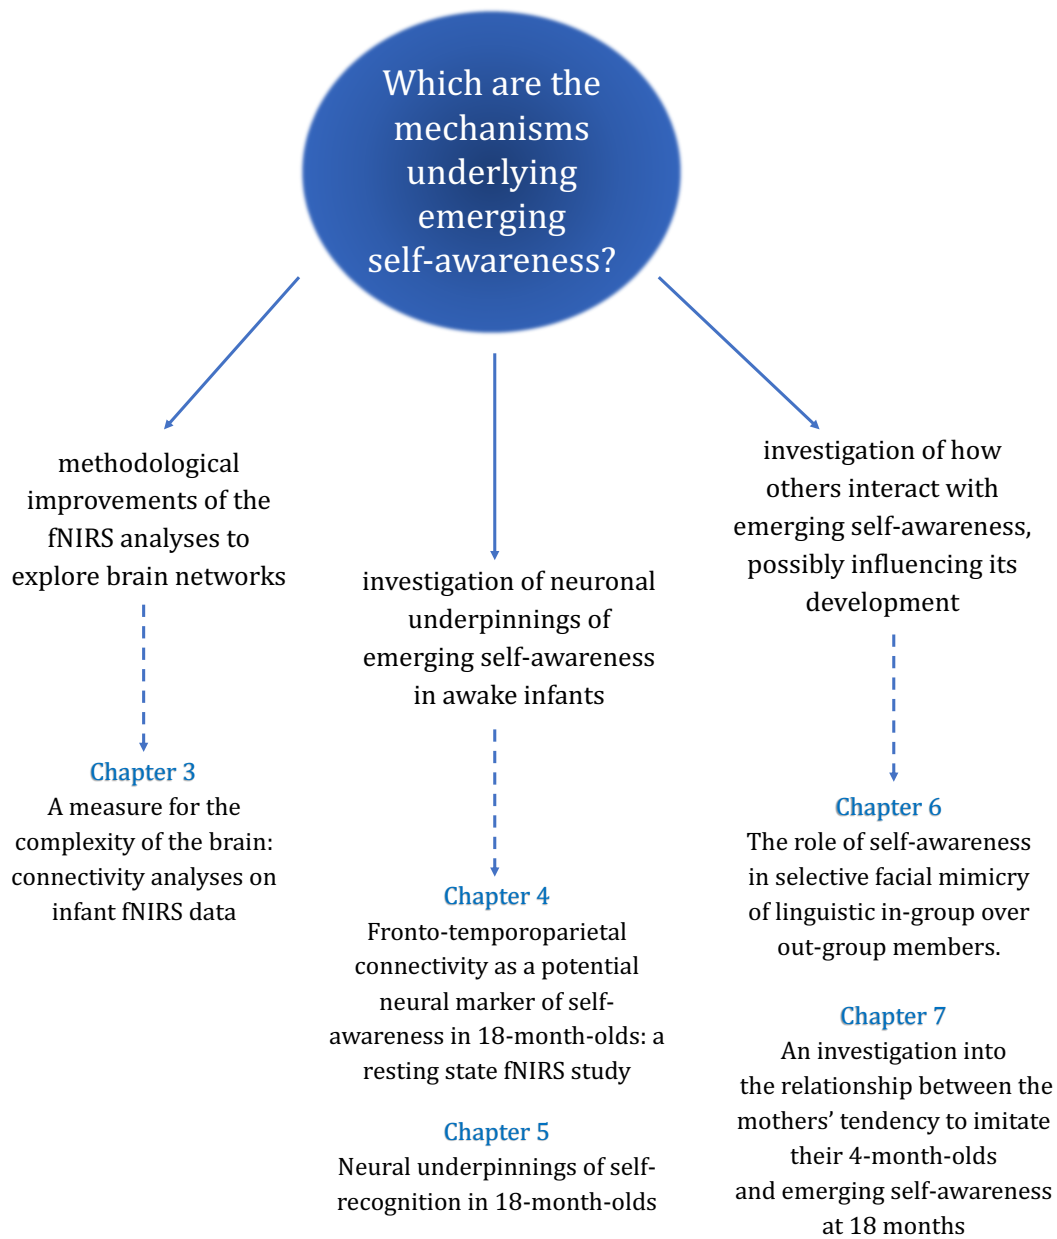 Which are the
mechanisms
underlying
emerging
self-awareness?
methodological
improvements of the
fNIRS analyses to
explore brain networks
Chapter 3
A measure for the
complexity of the brain:
connectivity analyses on
infant fNIRS data
investigation of neuronal
underpinnings of
emerging self-awareness
in awake infants
Chapter 4
Fronto-temporoparietal
connectivity as a potential
neural marker of self-
awareness in 18-month-olds: a
resting state fNIRS study
Chapter 5
Neural underpinnings of self-
recognition in 18-month-olds
investigation of how
others interact with
emerging self-awareness,
possibly influencing its
development
Chapter 6
The role of self-awareness
in selective facial mimicry
of linguistic in-group over
out-group members.
Chapter 7
An investigation into
the relationship between the
mothers’ tendency to imitate
their 4-month-olds
and emerging self-awareness
at 18 months